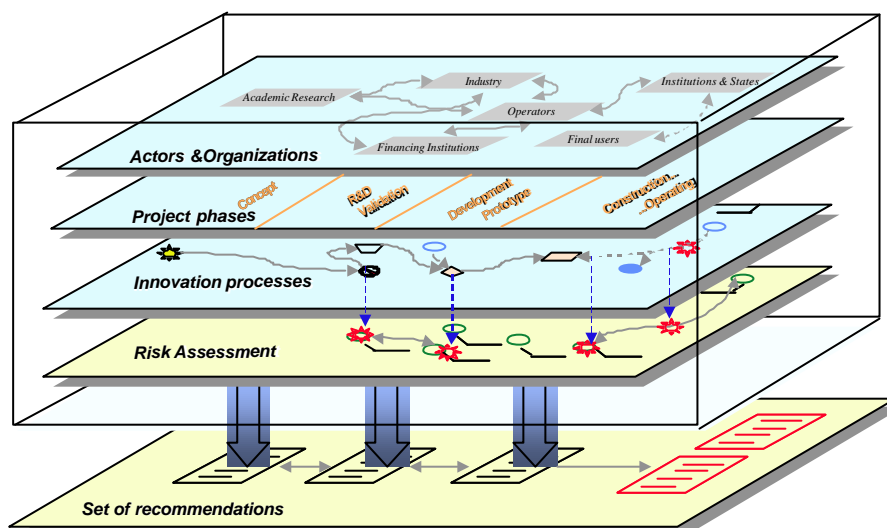 Industry
Institutions & States
Academic Research
Operators
Final users
Financing Institutions
Actors &Organizations
Concept
R&D
Validation
Development
Prototype
Construction...
...Operating
Project phases
Innovation processes
Risk Assessment
Set of recommendations